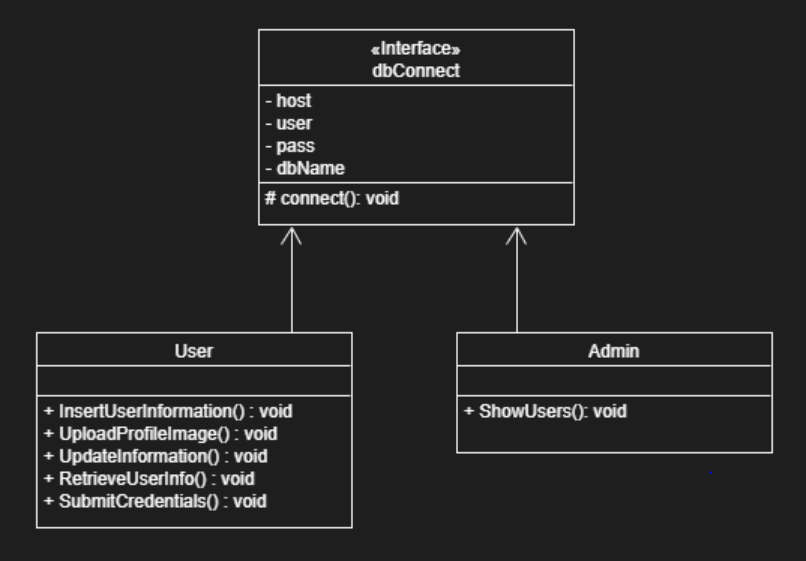 «Interface»
dbConnect
- host
- user
- pass
- dbName
# connect(): void
User
+ InsertUserInformation() : void
+ UploadProfileImage() : void
+ UpdateInformation() : void
+ RetrieveUserInfo() : void
+ SubmitCredentials() : void
Admin
+ ShowUsers(): void